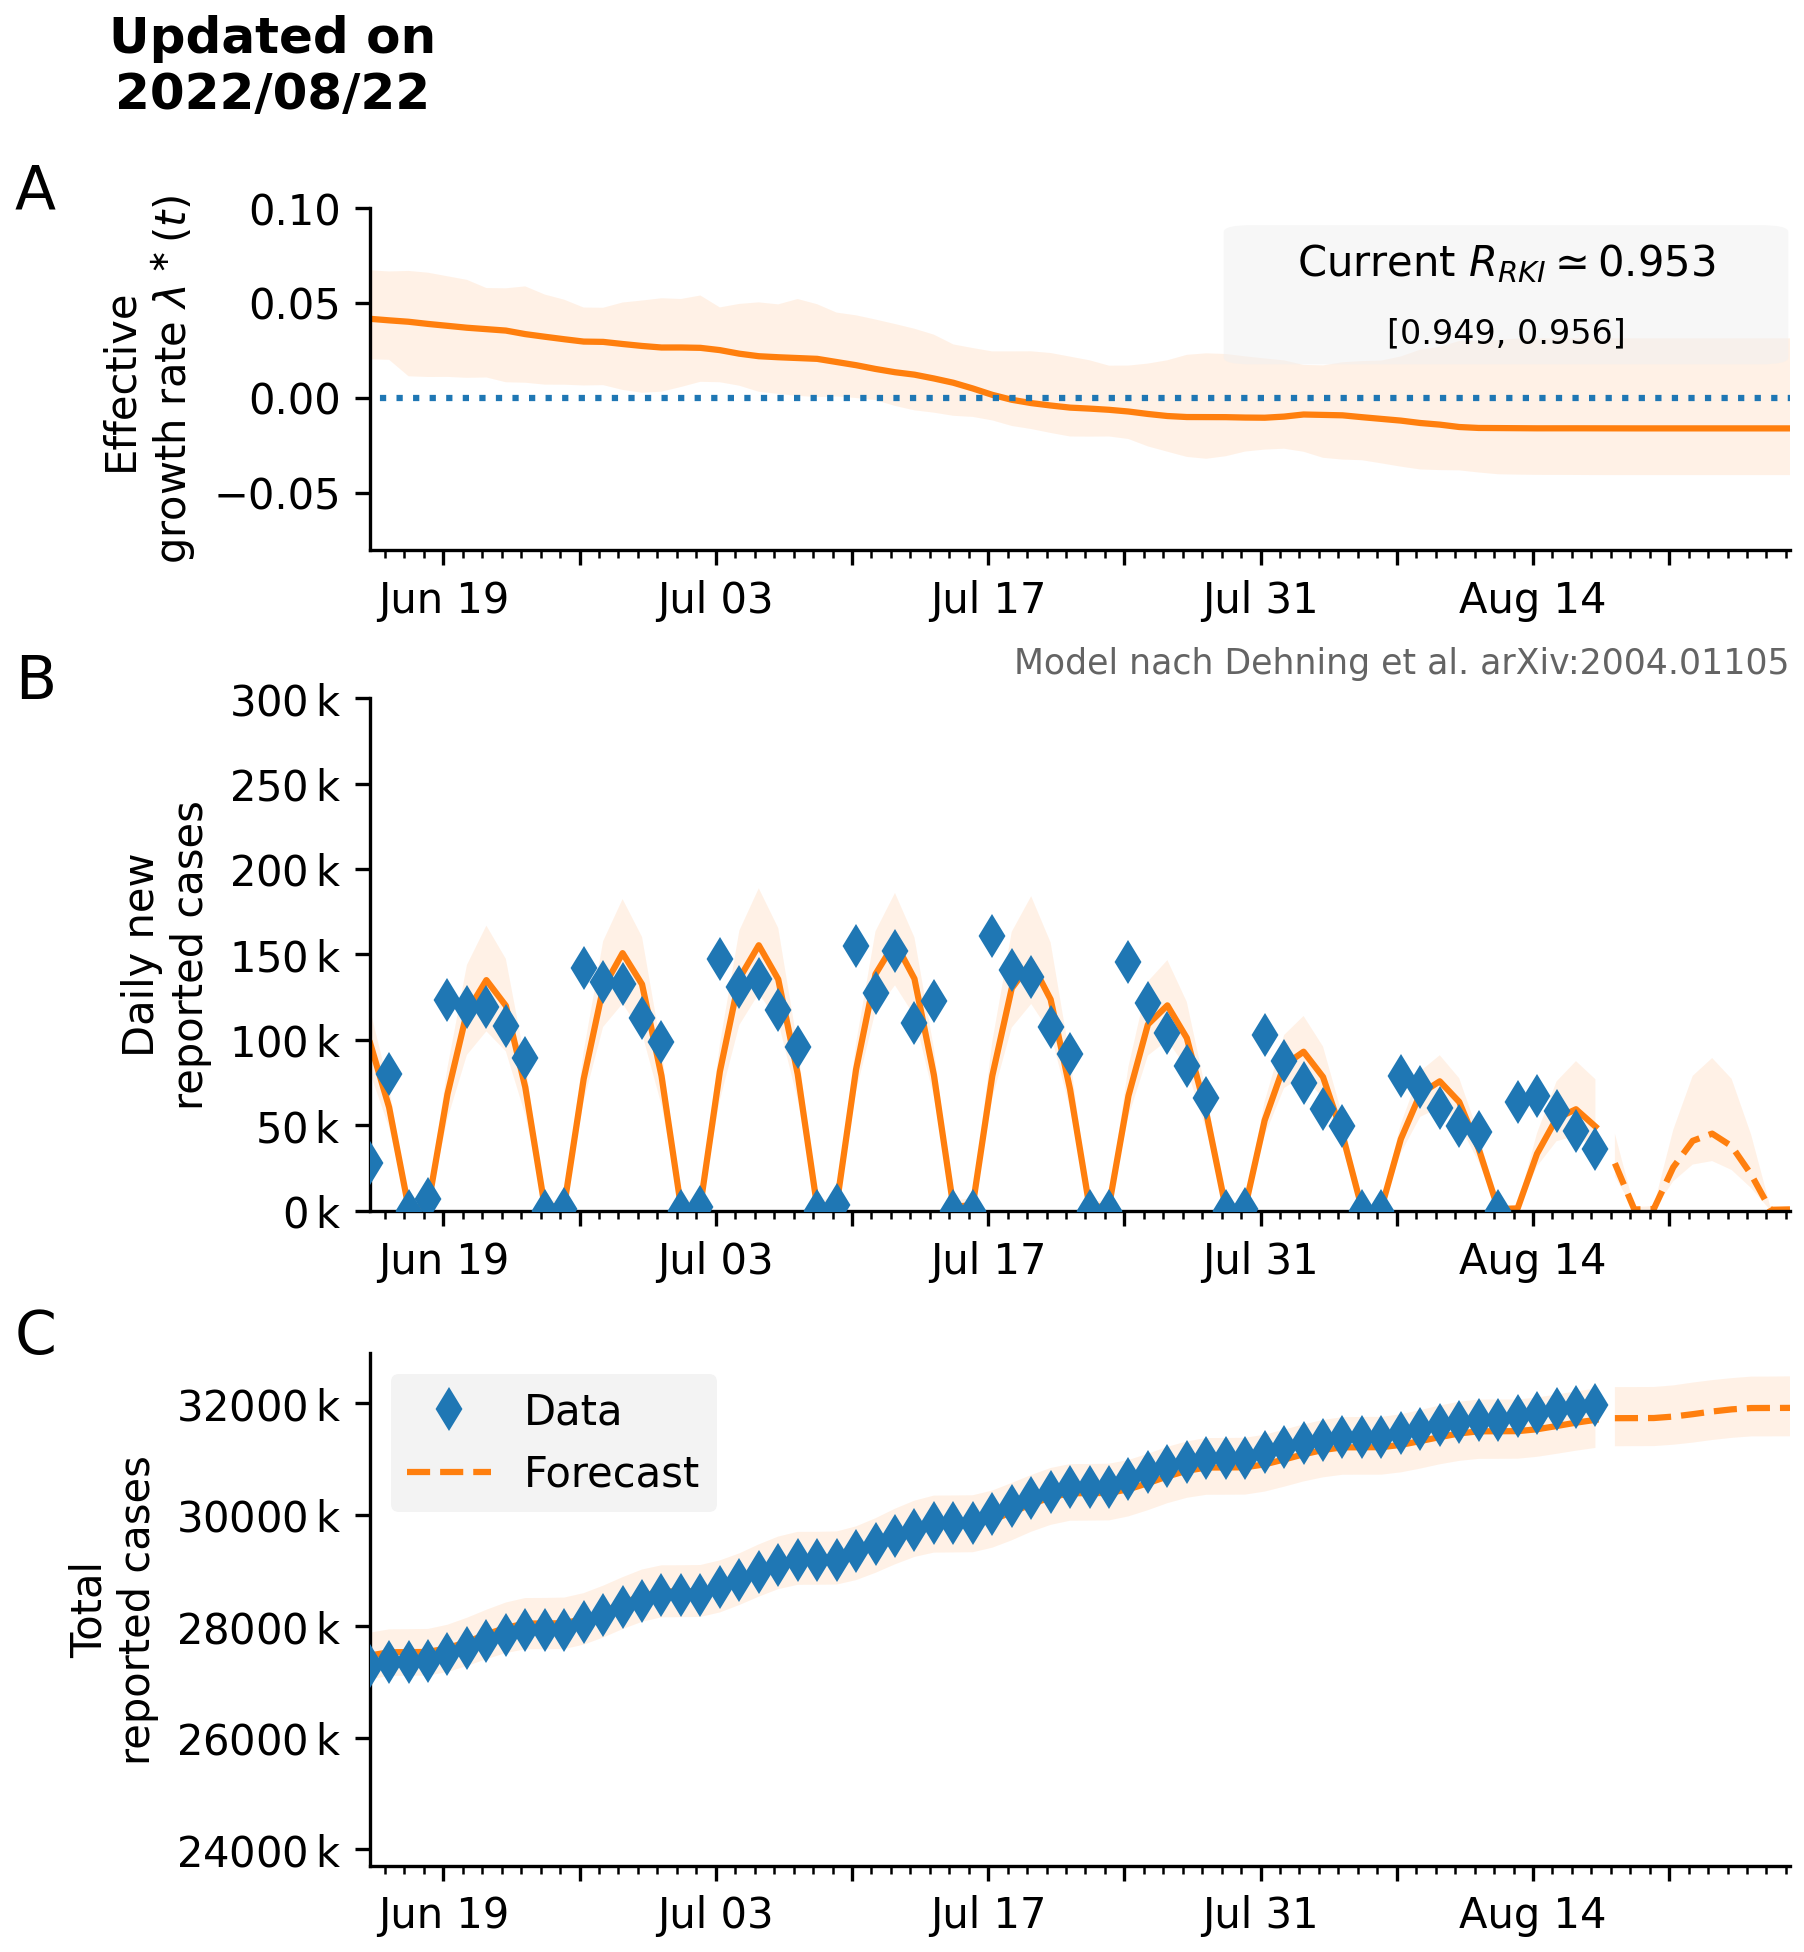 Updated on
2022/08/22
A
Effective
growth rate λ * (t)
0.10
0.05
0.00
−0.05
Current R_RKI ≃ 0.953
[0.949, 0.956]
Jun 19
Jul 03
Jul 17
Jul 31
Aug 14
B
Model nach Dehning et al. arXiv:2004.01105
Daily new
reported cases
300 k
250 k
200 k
150 k
100 k
50 k
0 k
Jun 19
Jul 03
Jul 17
Jul 31
Aug 14
C
Total
reported cases
32000 k
30000 k
28000 k
26000 k
24000 k
Data
Forecast
Jun 19
Jul 03
Jul 17
Jul 31
Aug 14